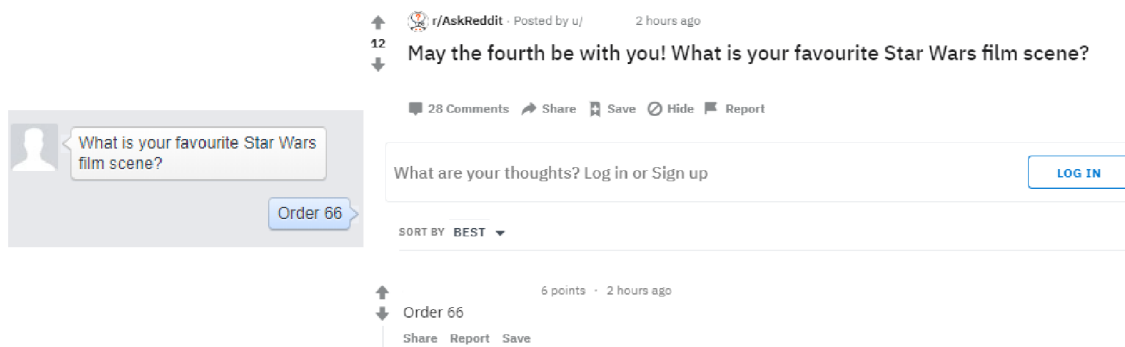 What is your favourite Star Wars
film scene?
Order 66
r/AskReddit · Posted by u/ 2 hours ago
12
May the fourth be with you! What is your favourite Star Wars film scene?
28 Comments Share Save Hide Report
What are your thoughts? Log in or Sign up
LOG IN
SORT BY BEST
6 points · 2 hours ago
Order 66
Share Report Save